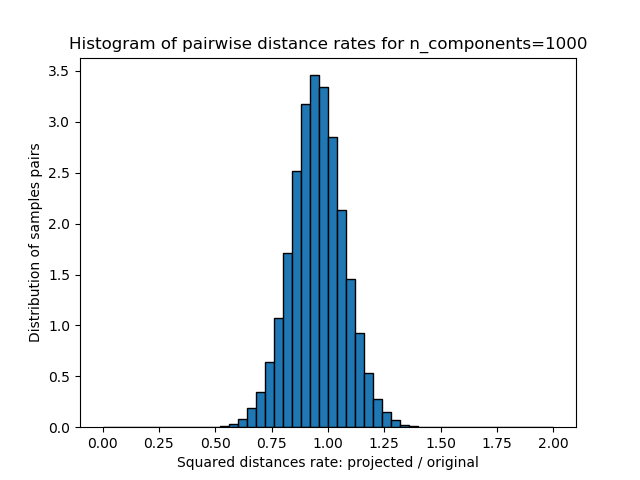 Histogram of pairwise distance rates for n_components=1000
3.5
3.0
2.5
2.0
1.5
1.0
0.5
0.0
Distribution of samples pairs
0.00 0.25 0.50 0.75 1.00 1.25 1.50 1.75 2.00
Squared distances rate: projected / original